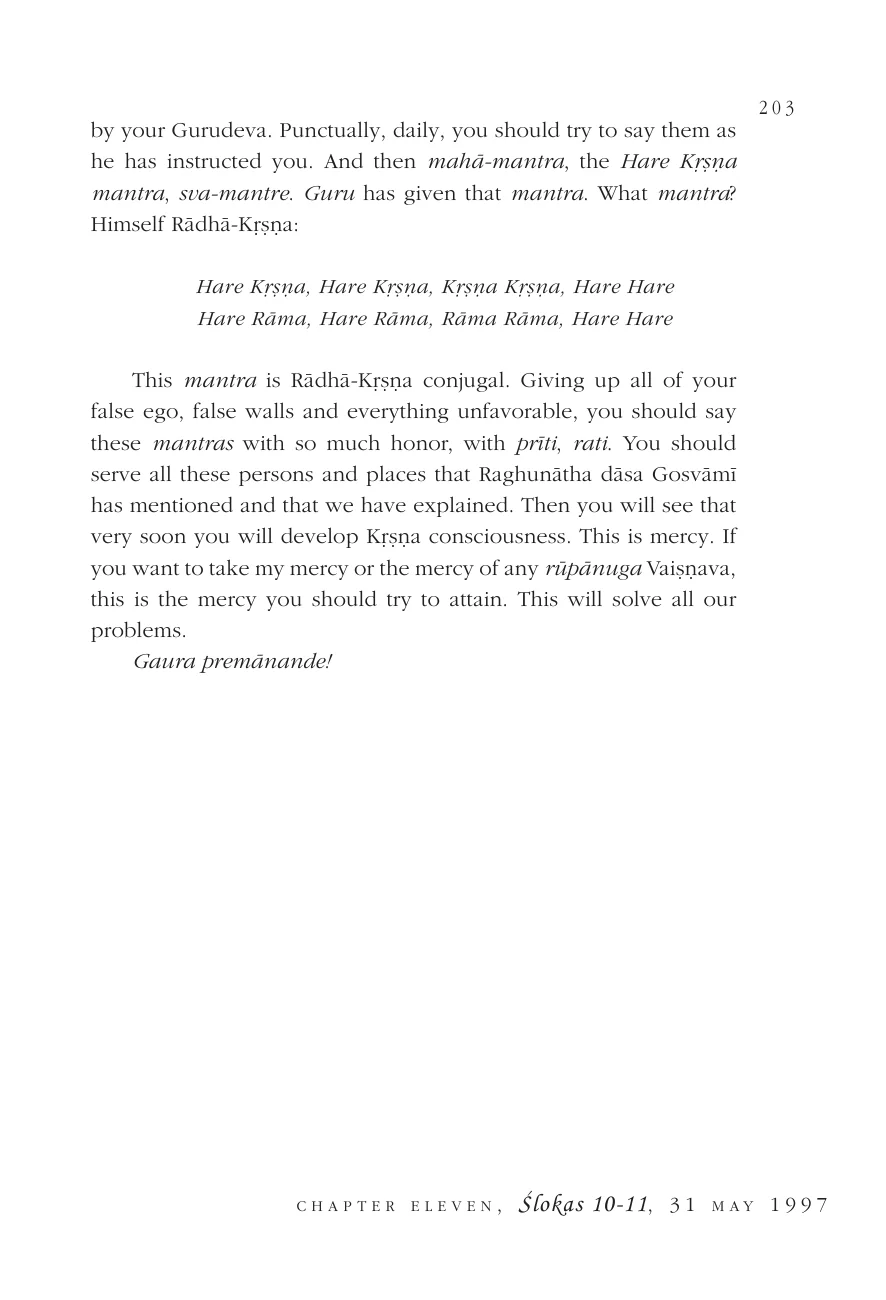 203
by your Gurudeva. Punctually, daily, you should try to say them as
he has instructed you. And then mahā-mantra, the Hare Kṛṣṇa
mantra, sva-mantre. Guru has given that mantra. What mantra?
Himself Rādhā-Kṛṣṇa:
Hare Kṛṣṇa, Hare Kṛṣṇa, Kṛṣṇa Kṛṣṇa, Hare Hare
Hare Rāma, Hare Rāma, Rāma Rāma, Hare Hare
This mantra is Rādhā-Kṛṣṇa conjugal. Giving up all of your
false ego, false walls and everything unfavorable, you should say
these mantras with so much honor, with prīti, rati. You should
serve all these persons and places that Raghunātha dāsa Gosvāmī
has mentioned and that we have explained. Then you will see that
very soon you will develop Kṛṣṇa consciousness. This is mercy. If
you want to take my mercy or the mercy of any rūpānuga Vaiṣṇava,
this is the mercy you should try to attain. This will solve all our
problems.
Gaura premānande!
CHAPTER ELEVEN, Ślokas 10-11, 31 MAY 1997